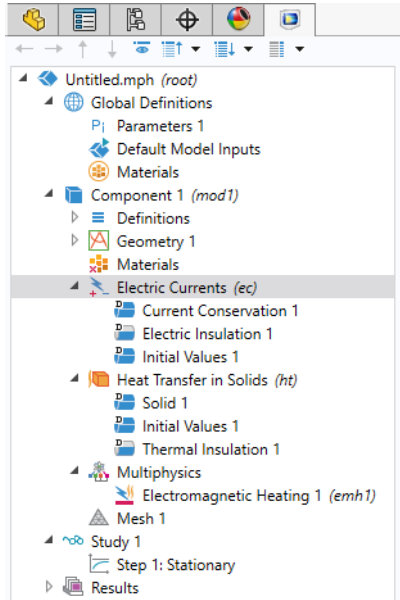 Untitled.mph (root)
Global Definitions
Pi Parameters 1
Default Model Inputs
Materials
Component 1 (mod1)
Definitions
Geometry 1
Materials
Electric Currents (ec)
D Current Conservation 1
D Electric Insulation 1
D Initial Values 1
Heat Transfer in Solids (ht)
D Solid 1
D Initial Values 1
D Thermal Insulation 1
Multiphysics
Electromagnetic Heating 1 (emh1)
Mesh 1
Study 1
Step 1: Stationary
Results